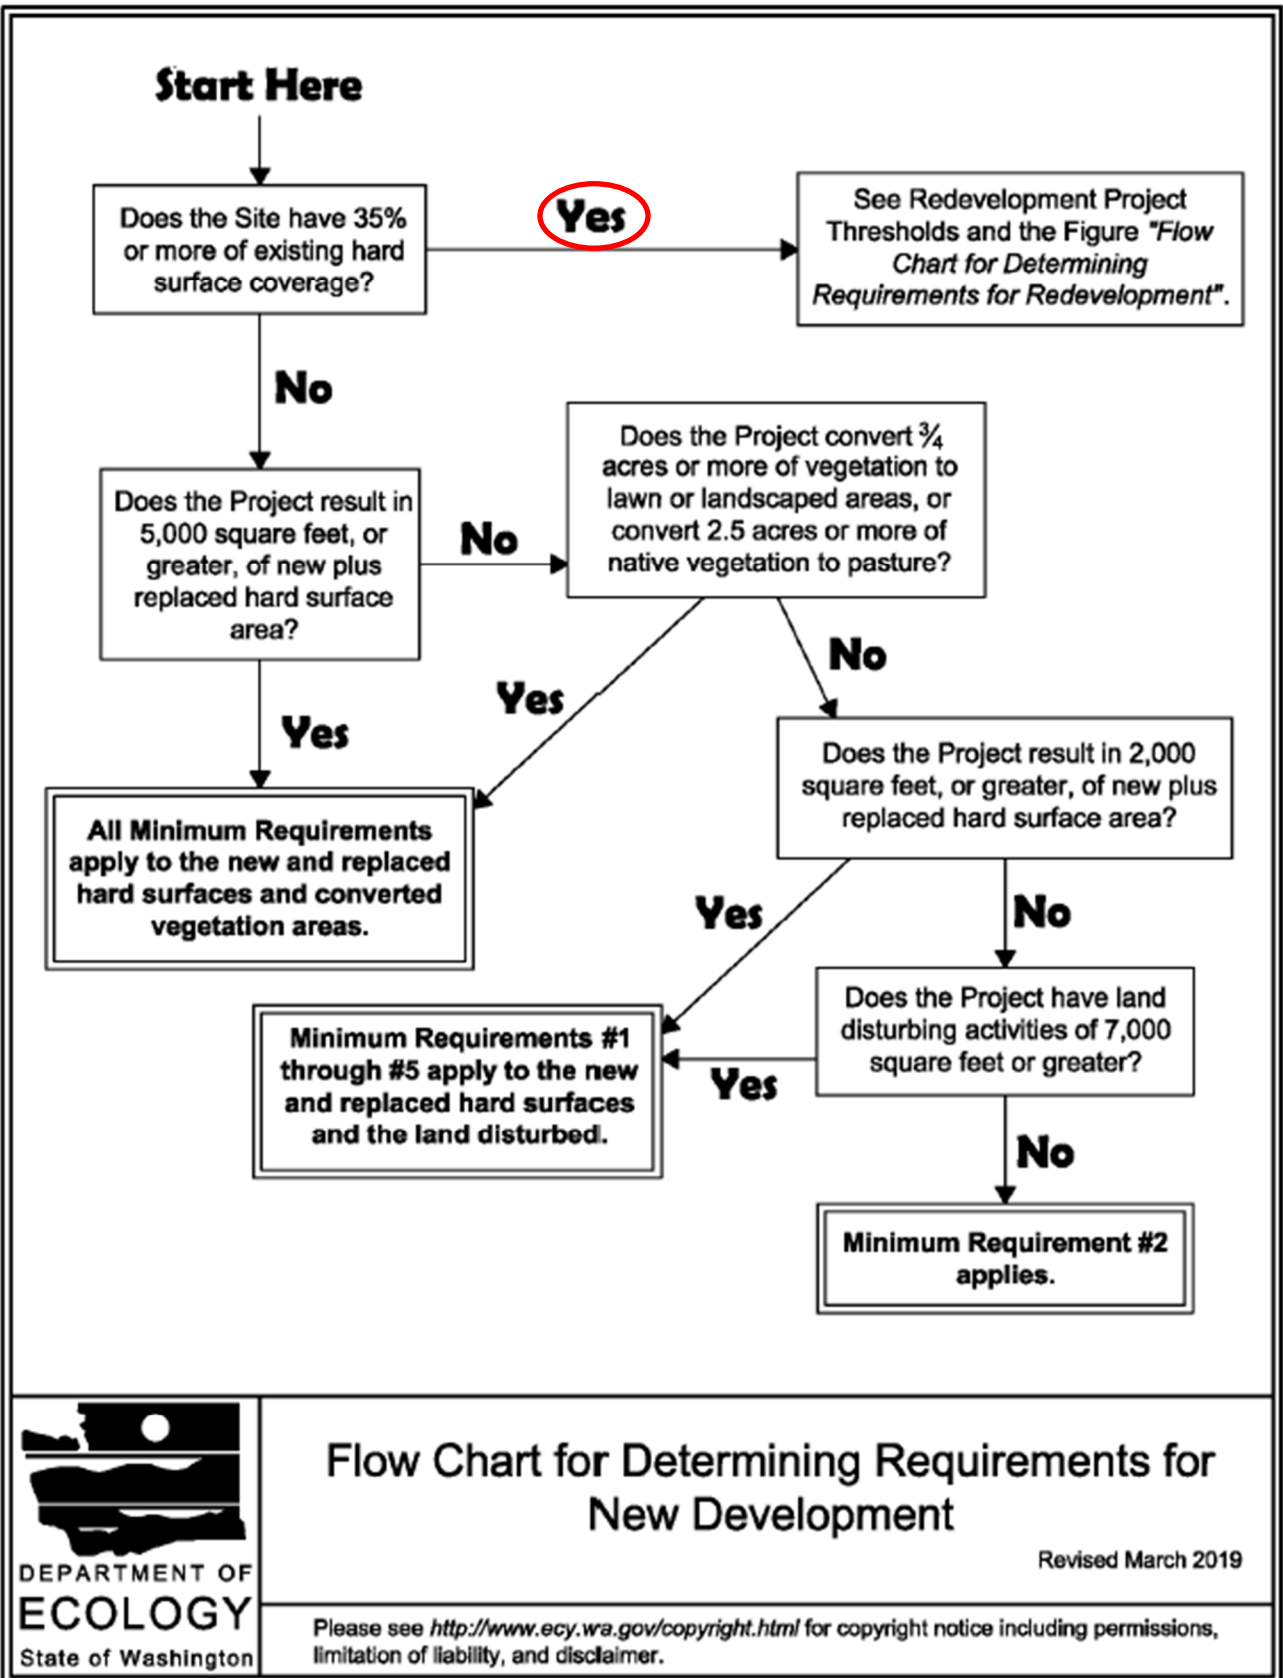 Start Here
Does the Site have 35%
or more of existing hard
surface coverage?
Yes
See Redevelopment Project
Thresholds and the Figure "Flow
Chart for Determining
Requirements for Redevelopment".
No
Does the Project result in
5,000 square feet, or
greater, of new plus
replaced hard surface
area?
No
Does the Project convert ¾
acres or more of vegetation to
lawn or landscaped areas, or
convert 2.5 acres or more of
native vegetation to pasture?
Yes
Yes
No
All Minimum Requirements
apply to the new and replaced
hard surfaces and converted
vegetation areas.
Does the Project result in 2,000
square feet, or greater, of new plus
replaced hard surface area?
Yes
No
Minimum Requirements #1
through #5 apply to the new
and replaced hard surfaces
and the land disturbed.
Yes
Does the Project have land
disturbing activities of 7,000
square feet or greater?
No
Minimum Requirement #2
applies.
DEPARTMENT OF
ECOLOGY
State of Washington
Flow Chart for Determining Requirements for
New Development
Revised March 2019
Please see http://www.ecy.wa.gov/copyright.html for copyright notice including permissions,
limitation of liability, and disclaimer.